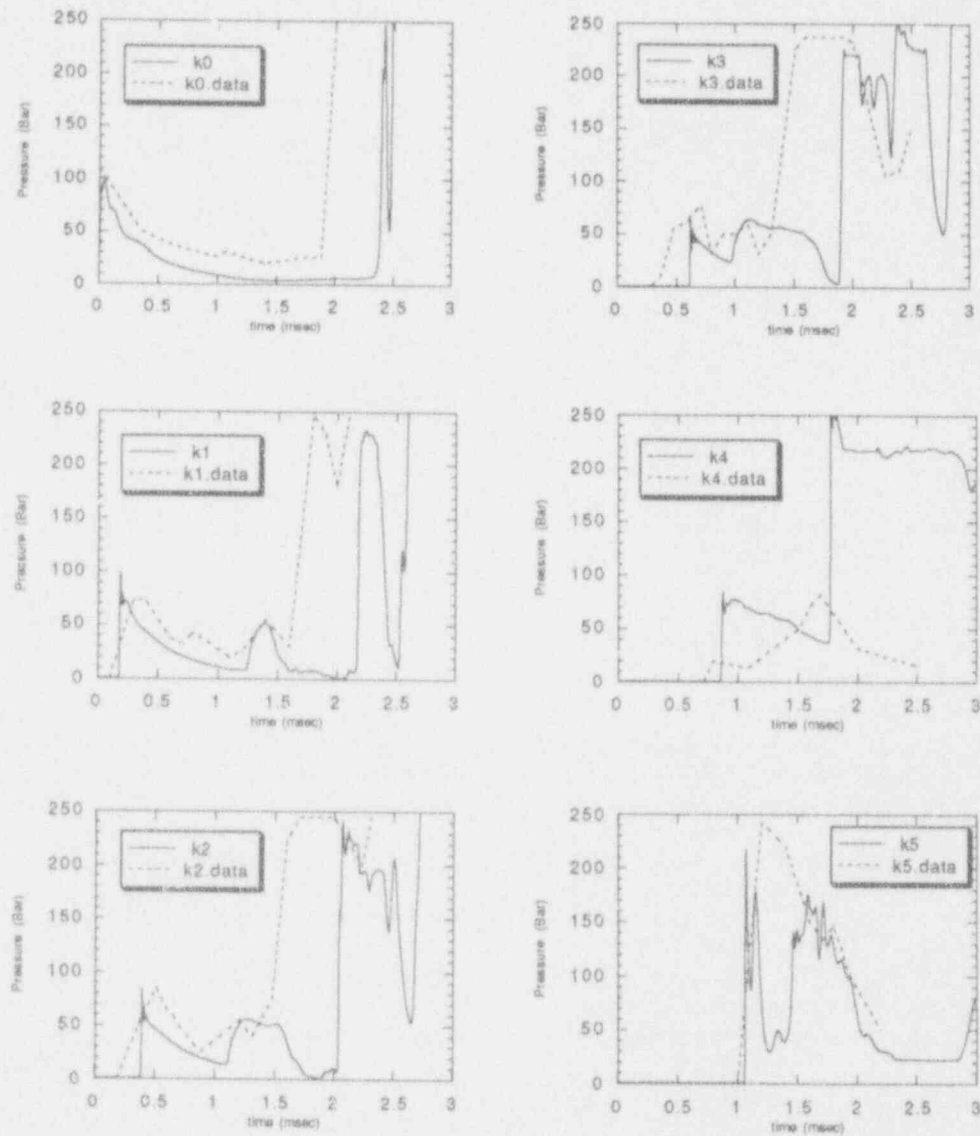 250
200
150
100
50
0
Pressure (Bar)
k0
k0.data
0 0.5 1 1.5 2 2.5 3
time (msec)
250
200
150
100
50
0
Pressure (Bar)
k3
k3.data
0 0.5 1 1.5 2 2.5 3
time (msec)
250
200
150
100
50
0
Pressure (Bar)
k1
k1.data
0 0.5 1 1.5 2 2.5 3
time (msec)
250
200
150
100
50
0
Pressure (Bar)
k4
k4.data
0 0.5 1 1.5 2 2.5 3
time (msec)
250
200
150
100
50
0
Pressure (Bar)
k2
k2.data
0 0.5 1 1.5 2 2.5 3
time (msec)
250
200
150
100
50
0
Pressure (Bar)
k5
k5.data
0 0.5 1 1.5 2 2.5 3
time (msec)